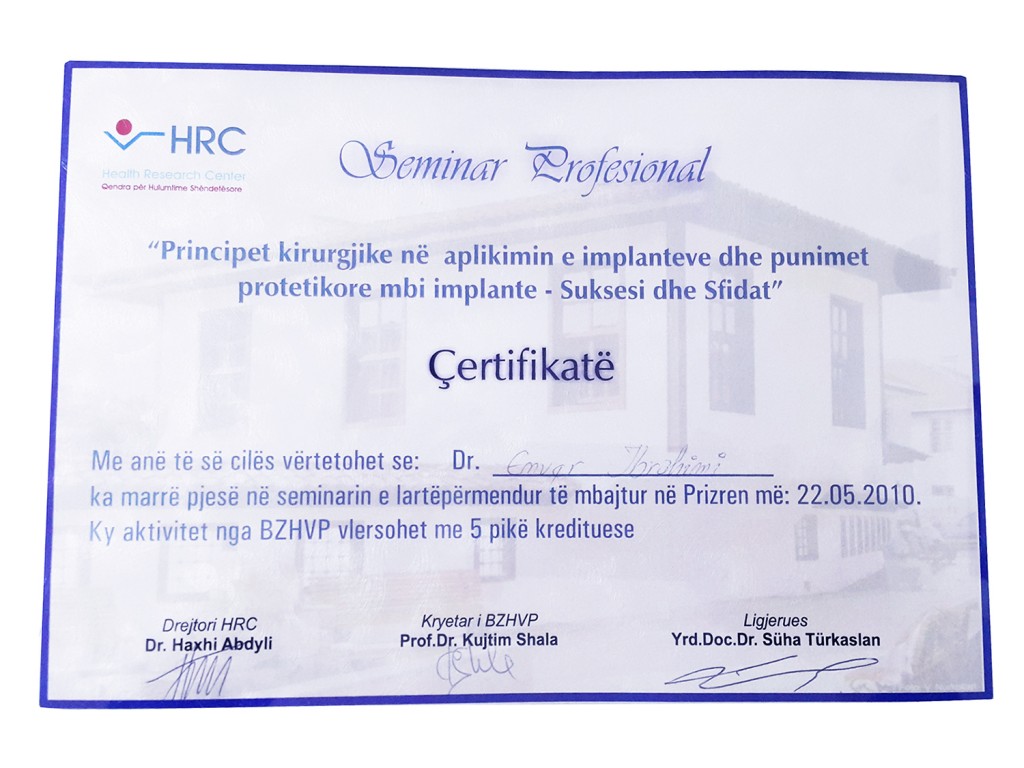 HRC
Health Research Center
Qendra për Hulumtime Shëndetësore
Seminar Profesional
“Principet kirurgjike në aplikimin e implanteve dhe punimet
protetikore mbi implante - Suksesi dhe Sfidat”
Çertifikatë
Me anë të së cilës vërtetohet se: Dr. Enver Ibrahimi
ka marrë pjesë në seminarin e lartëpërmendur të mbajtur në Prizren më: 22.05.2010.
Ky aktivitet nga BZHVP vlersohet me 5 pikë kredituese
Drejtori HRC
Dr. Haxhi Abdyli
Kryetar i BZHVP
Prof.Dr. Kujtim Shala
Ligjerues
Yrd.Doc.Dr. Süha Türkaslan